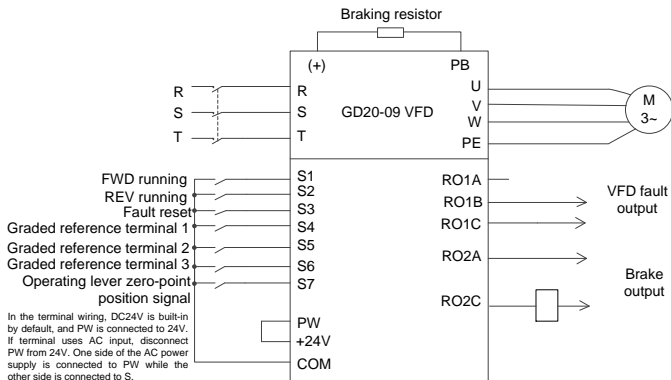 Braking resistor
(+)
PB
R
S
T
R
S
T
GD20-09 VFD
U
V
W
PE
M
3~
FWD running
REV running
Fault reset
Graded reference terminal 1
Graded reference terminal 2
Graded reference terminal 3
Operating lever zero-point
position signal
S1
S2
S3
S4
S5
S6
S7
PW
+24V
COM
RO1A
RO1B
RO1C
RO2A
RO2C
VFD fault
output
Brake
output
In the terminal wiring, DC24V is built-in
by default, and PW is connected to 24V.
If terminal uses AC input, disconnect
PW from 24V. One side of the AC power
supply is connected to PW while the
other side is connected to S.